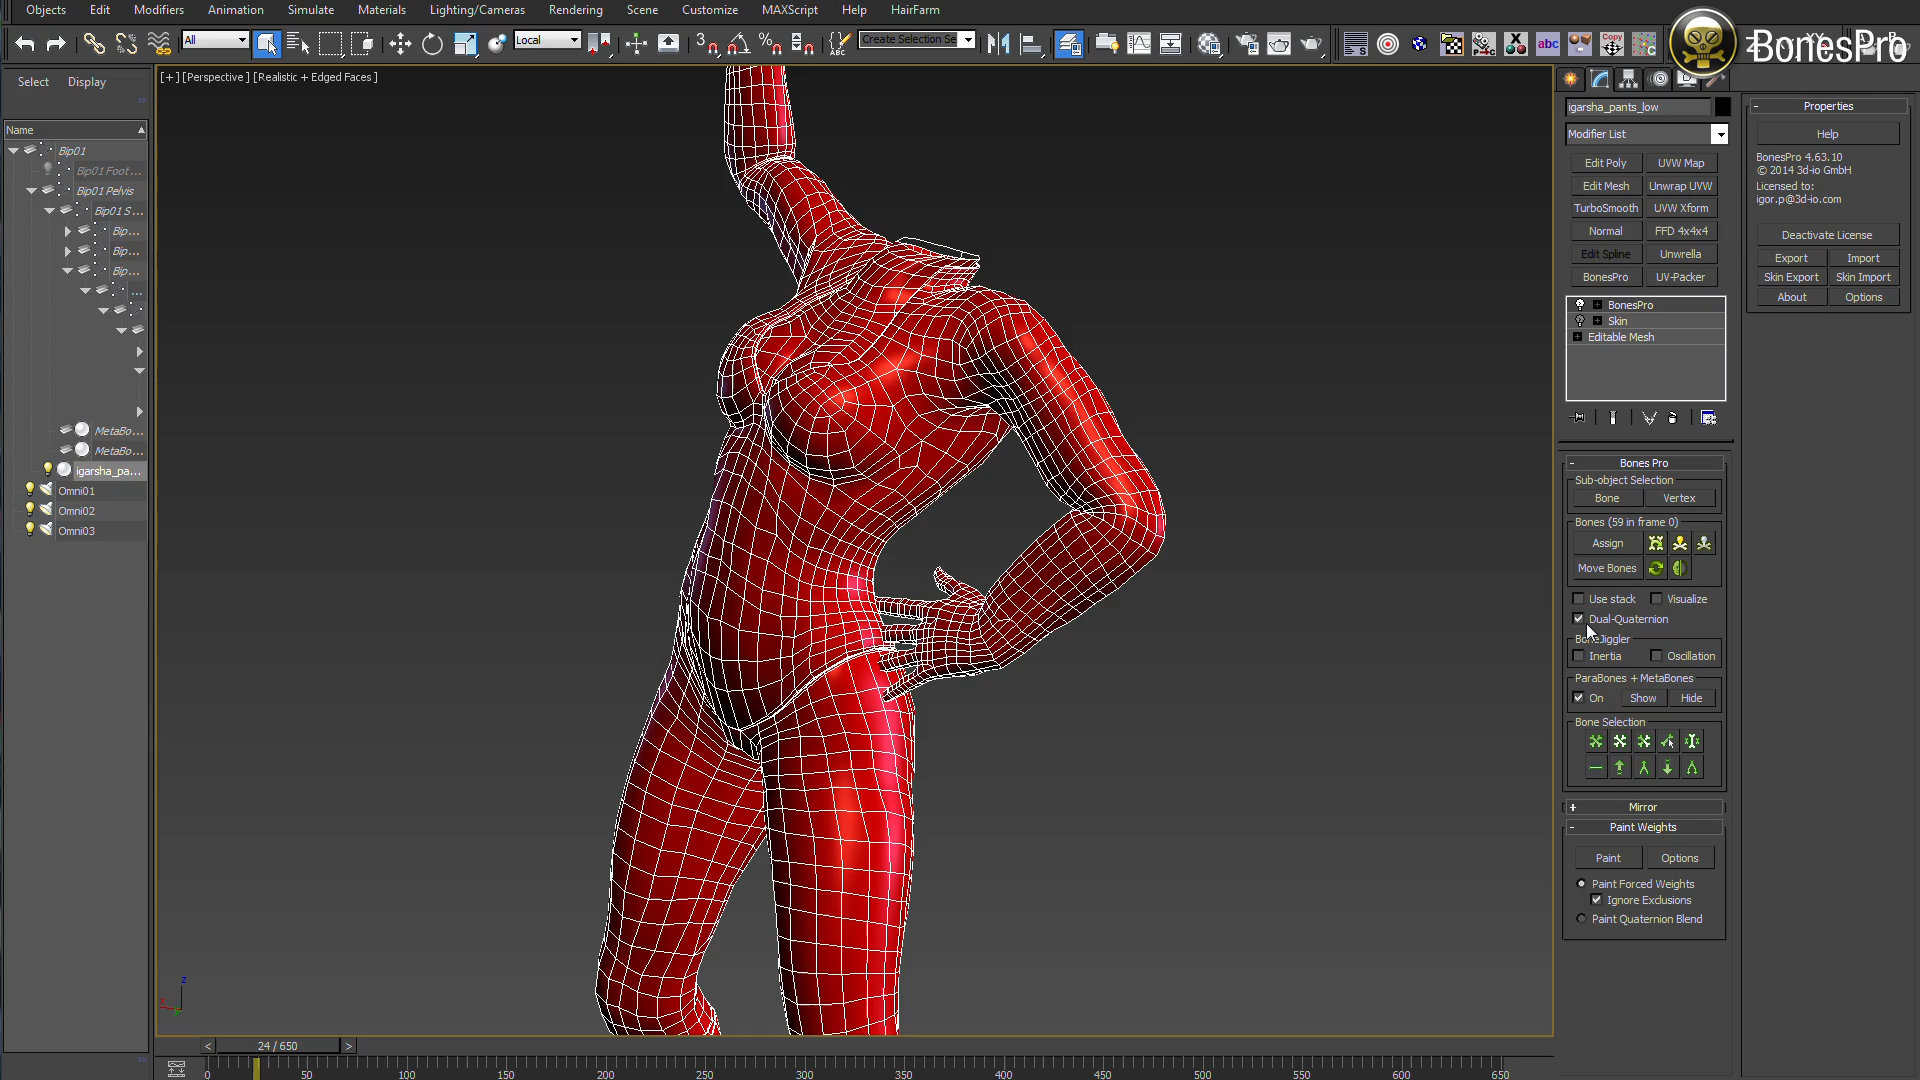 Objects Edit Modifiers Animation Simulate Materials Lighting/Cameras Rendering Scene Customize MAXScript Help HairFarm
All Local Create Selection Se abc Copy BonesPro
Select Display
[+] [Perspective] [Realistic + Edged Faces]
Name
Bip01
Bip01 Foot ...
Bip01 Pelvis
Bip01 S ...
Bip...
Bip...
Bip...
...
MetaBo...
MetaBo...
igarsha_pa...
Omni01
Omni02
Omni03
igarsha_pants_low
Modifier List
Edit Poly UVW Map
Edit Mesh Unwrap UVW
TurboSmooth UVW Xform
Normal FFD 4x4x4
Edit Spline Unwrella
BonesPro UV-Packer
BonesPro
Skin
Editable Mesh
Bones Pro
Sub-object Selection
Bone Vertex
Bones (59 in frame 0)
Assign
Move Bones
Use stack Visualize
Dual-Quaternion
Inertia Oscillation
ParaBones + MetaBones
On Show Hide
Bone Selection
Mirror
Paint Weights
Paint Options
Paint Forced Weights
Ignore Exclusions
Paint Quaternion Blend
Properties
Help
BonesPro 4.63.10
© 2014 3d-io GmbH
Licensed to:
igor.p@3d-io.com
Deactivate License
Export Import
Skin Export Skin Import
About Options
z
x
y
< 24 / 650 >
0 50 100 150 200 250 300 350 400 450 500 550 600 650